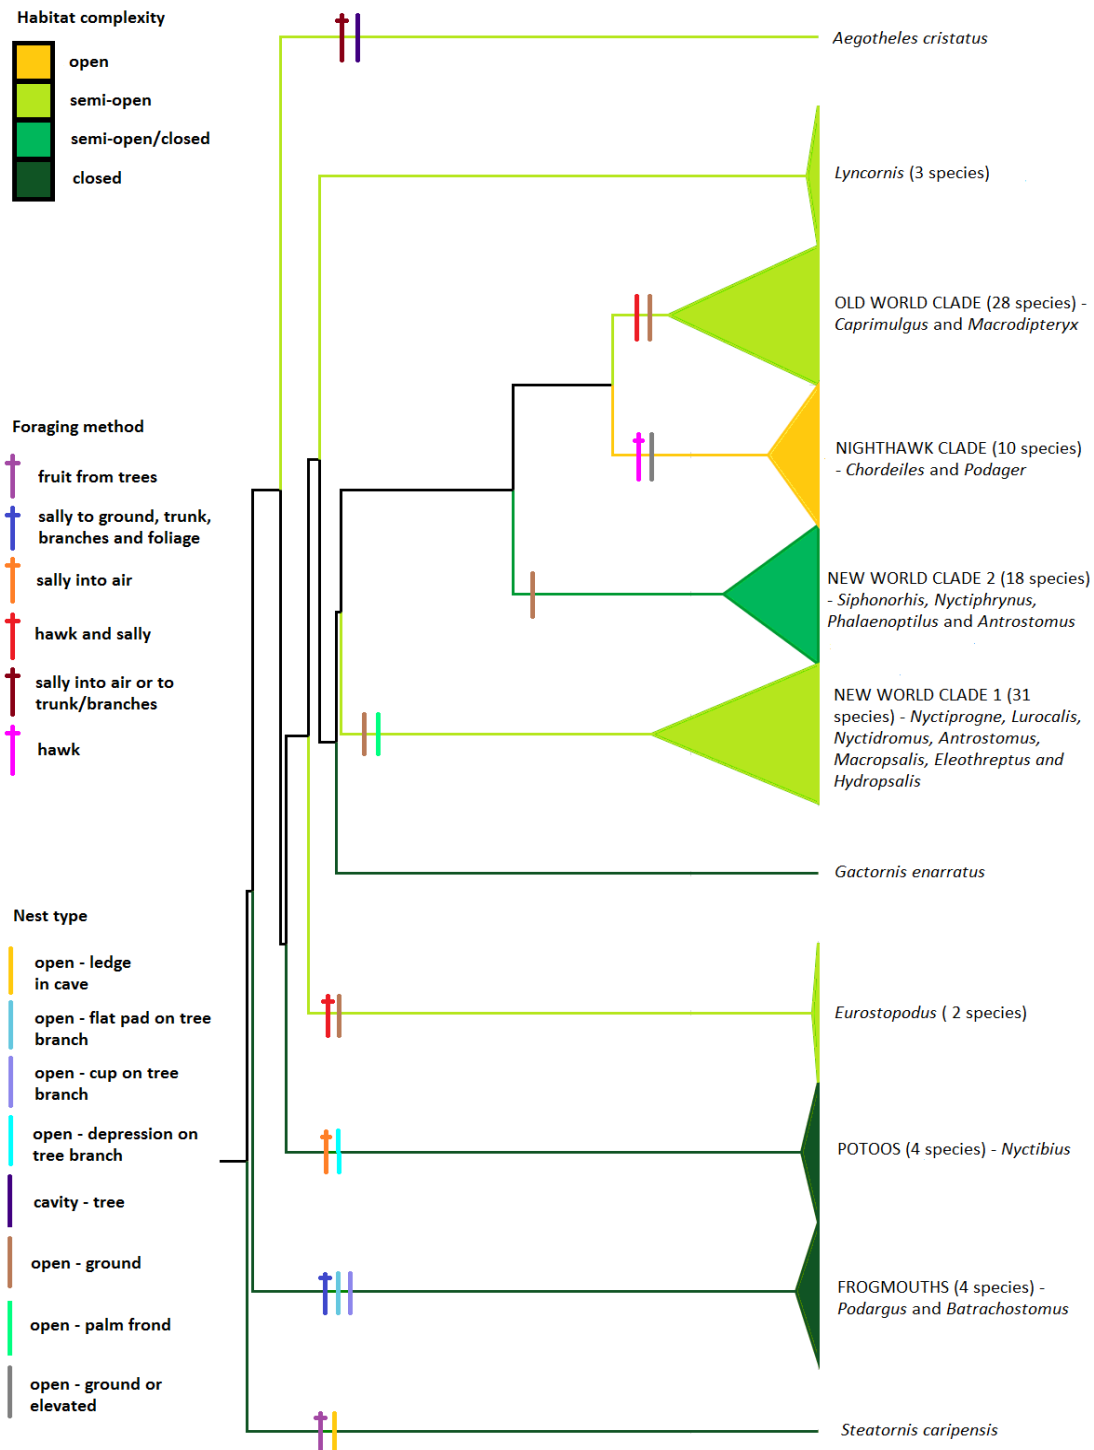 Habitat complexity
open
semi-open
semi-open/closed
closed
Foraging method
fruit from trees
sally to ground, trunk,
branches and foliage
sally into air
hawk and sally
sally into air or to
trunk/branches
hawk
Nest type
open - ledge
in cave
open - flat pad on tree
branch
open - cup on tree
branch
open - depression on
tree branch
cavity - tree
open - ground
open - palm frond
open - ground or
elevated
Aegotheles cristatus
Lyncornis (3 species)
OLD WORLD CLADE (28 species) -
Caprimulgus and Macrodipteryx
NIGHTHAWK CLADE (10 species)
- Chordeiles and Podager
NEW WORLD CLADE 2 (18 species)
- Siphonorhis, Nyctiphrynus,
Phalaenoptilus and Antrostomus
NEW WORLD CLADE 1 (31
species) - Nyctiprogne, Lurocalis,
Nyctidromus, Antrostomus,
Macropsalis, Eleothreptus and
Hydropsalis
Gactornis enarratus
Eurostopodus ( 2 species)
POTOOS (4 species) - Nyctibius
FROGMOUTHS (4 species) -
Podargus and Batrachostomus
Steatornis caripensis